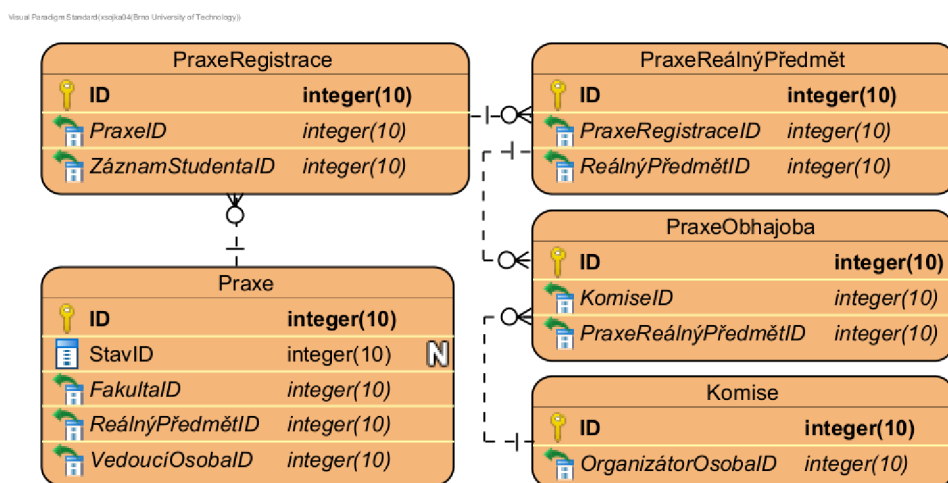 Visual Paradigm Standard(xsojka04(Brno University of Technology))
PraxeRegistrace
ID integer(10)
PraxeID integer(10)
ZáznamStudentaID integer(10)
PraxeReálnýPředmět
ID integer(10)
PraxeRegistraceID integer(10)
ReálnýPředmětID integer(10)
PraxeObhajoba
ID integer(10)
KomiseID integer(10)
PraxeReálnýPředmětID integer(10)
Praxe
ID integer(10)
StavID integer(10) N
FakultaID integer(10)
ReálnýPředmětID integer(10)
VedoucíOsobaID integer(10)
Komise
ID integer(10)
OrganizátorOsobaID integer(10)